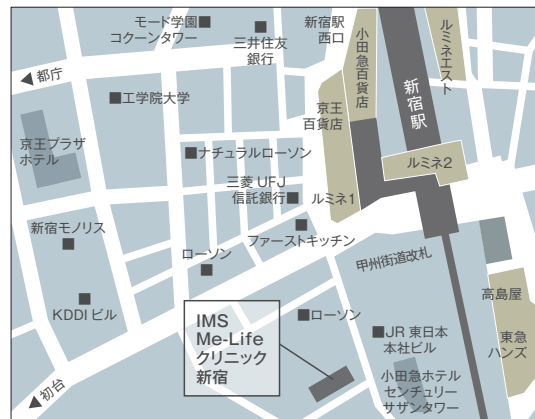 モード学園
コクーンタワー
三井住友
銀行
新宿駅
西口
小田急百貨店
ルミネエスト
新宿駅
都庁
工学院大学
京王
百貨店
京王プラザ
ホテル
ナチュラルローソン
ルミネ2
三菱UFJ
信託銀行
ルミネ1
新宿モノリス
ファーストキッチン
ローソン
甲州街道改札
KDDIビル
高島屋
IMS
Me-Life
クリニック
新宿
ローソン
JR東日本
本社ビル
東急
ハンズ
小田急ホテル
センチュリー
サザンタワー
初台